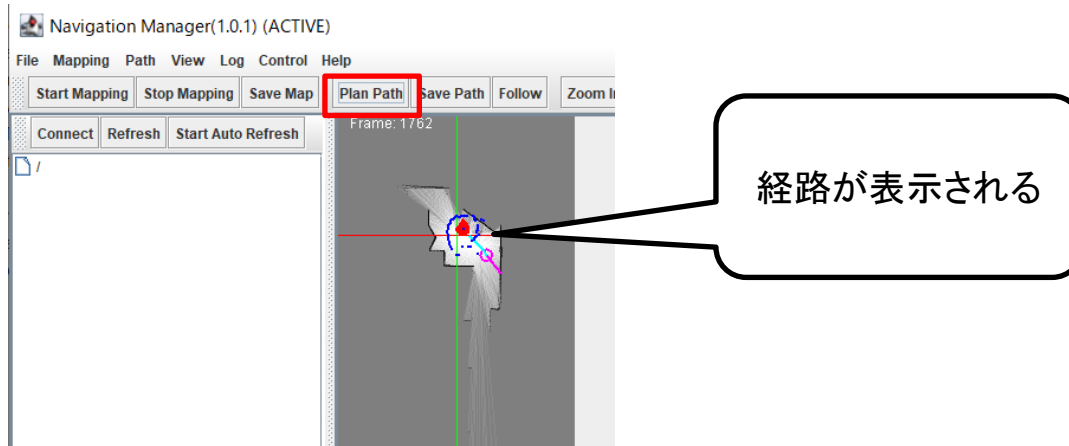 Navigation Manager(1.0.1) (ACTIVE)
File Mapping Path View Log Control Help
Start Mapping Stop Mapping Save Map Plan Path Save Path Follow Zoom In
Connect Refresh Start Auto Refresh
Frame: 1762
/
経路が表示される